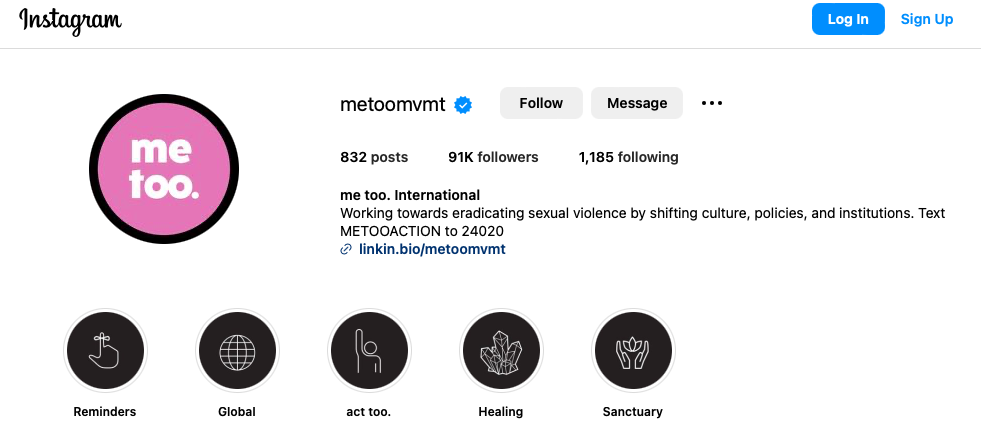 Instagram
Log In
Sign Up
me
too.
metoomvmt
Follow
Message
832 posts
91K followers
1,185 following
me too. International
Working towards eradicating sexual violence by shifting culture, policies, and institutions. Text
METOOACTION to 24020
linkin.bio/metoomvmt
Reminders
Global
act too.
Healing
Sanctuary